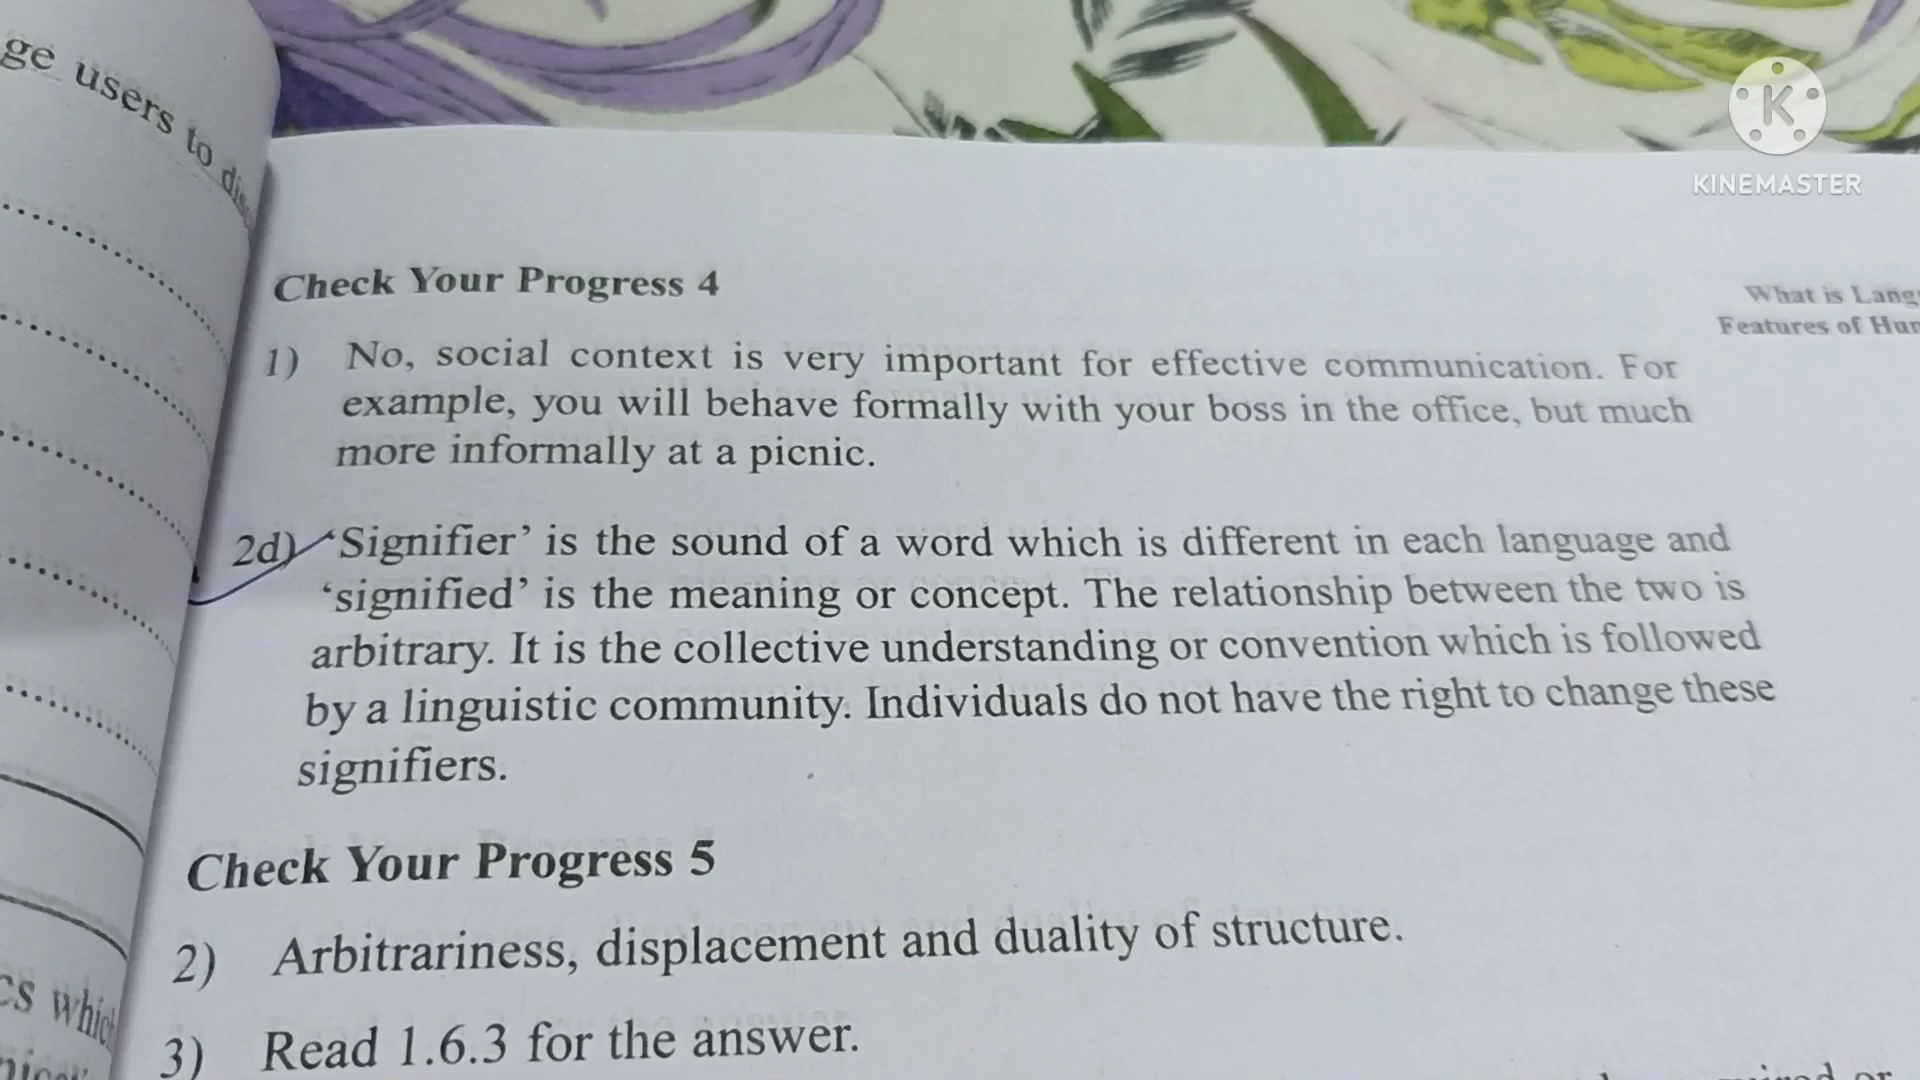 ge users to
KINEMASTER
What is
Features of
Check Your Progress 4
1) No, social context is very important for effective communication. For
example, you will behave formally with your boss in the office, but much
more informally at a picnic.
2d) ‘Signifier’ is the sound of a word which is different in each language and
‘signified’ is the meaning or concept. The relationship between the two is
arbitrary. It is the collective understanding or convention which is followed
by a linguistic community. Individuals do not have the right to change these
signifiers.
Check Your Progress 5
2) Arbitrariness, displacement and duality of structure.
3) Read 1.6.3 for the answer.